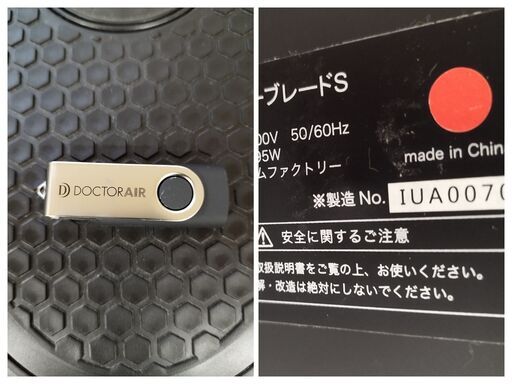 DOCTORAIR
ーブレードS
00V 50/60Hz
95W
ムファクトリー
made in China
※製造 No. IUA0070
安全に関するご注意
取扱説明書をご覧の上、お使いください。
解・改造は絶対にしないでください。